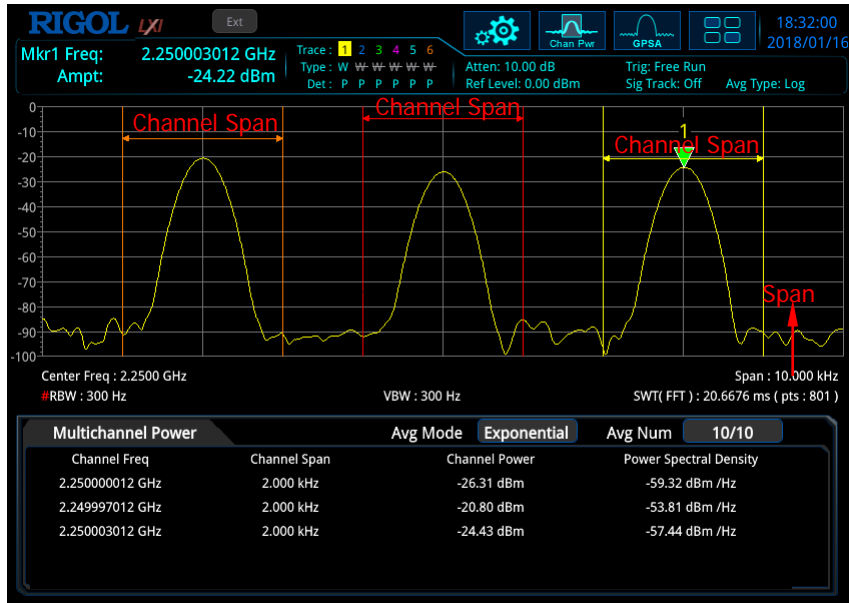 RIGOL LXI Ext Chan Pwr GPSA 18:32:00
2018/01/16
Mkr1 Freq: 2.250003012 GHz
Ampt: -24.22 dBm
Trace : 1 2 3 4 5 6
Type : W W W W W W
Det : P P P P P P
Atten: 10.00 dB
Ref Level: 0.00 dBm
Trig: Free Run
Sig Track: Off Avg Type: Log
0
-10
-20
-30
-40
-50
-60
-70
-80
-90
-100
Channel Span
Channel Span
Channel Span
1
Span
Center Freq : 2.2500 GHz Span : 10.000 kHz
#RBW : 300 Hz VBW : 300 Hz SWT( FFT ) : 20.6676 ms ( pts : 801 )
Multichannel Power Avg Mode Exponential Avg Num 10/10
Channel Freq Channel Span Channel Power Power Spectral Density
2.250000012 GHz 2.000 kHz -26.31 dBm -59.32 dBm /Hz
2.249997012 GHz 2.000 kHz -20.80 dBm -53.81 dBm /Hz
2.250003012 GHz 2.000 kHz -24.43 dBm -57.44 dBm /Hz